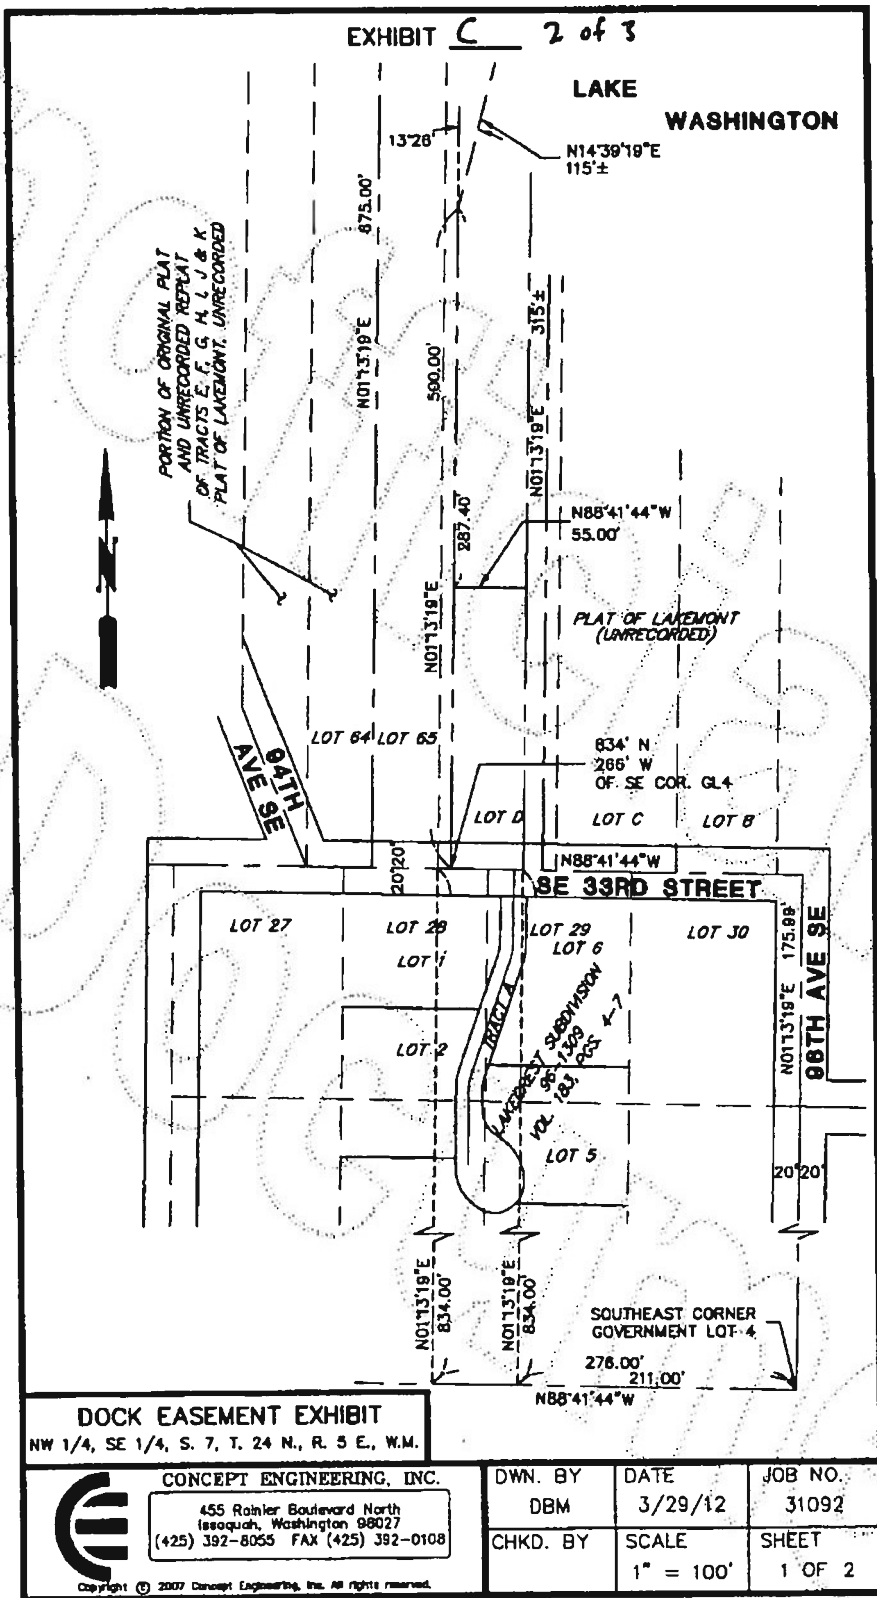 EXHIBIT C 2 of 3
LAKE
WASHINGTON
13°26'
N14°39'19"E
115'±
875.00'
N01°13'19"E
PORTION OF ORIGINAL PLAT
AND UNRECORDED REPLAT
OF TRACTS E, F, G, H, I, J & K
PLAT OF LAKEMONT, UNRECORDED
590.00'
N01°13'19"E
315'±
N01°13'19"E
287.40'
N88°41'44"W
55.00'
N
PLAT OF LAKEMONT
(UNRECORDED)
LOT 64
LOT 65
94TH
AVE SE
834' N
266' W
OF SE COR. GL4
LOT D
LOT C
LOT B
20' 20'
N88°41'44"W
SE 33RD STREET
LOT 27
LOT 28
LOT 29
LOT 30
LOT 1
LOT 6
175.99'
N01°13'19"E
96TH AVE SE
TRACT A
LOT 2
LAKECREST SUBDIVISION
96-1309
VOL. 183, PGS. 4-7
LOT 5
20' 20'
N01°13'19"E
834.00'
N01°13'19"E
834.00'
SOUTHEAST CORNER
GOVERNMENT LOT 4
276.00'
211.00'
N88°41'44"W
DOCK EASEMENT EXHIBIT
NW 1/4, SE 1/4, S. 7, T. 24 N., R. 5 E., W.M.
CONCEPT ENGINEERING, INC.
455 Rainier Boulevard North
Issaquah, Washington 98027
(425) 392-8055 FAX (425) 392-0108
Copyright © 2007 Concept Engineering, Inc. All rights reserved.
DWN. BY
DBM
DATE
3/29/12
JOB NO.
31092
CHKD. BY
SCALE
1" = 100'
SHEET
1 OF 2